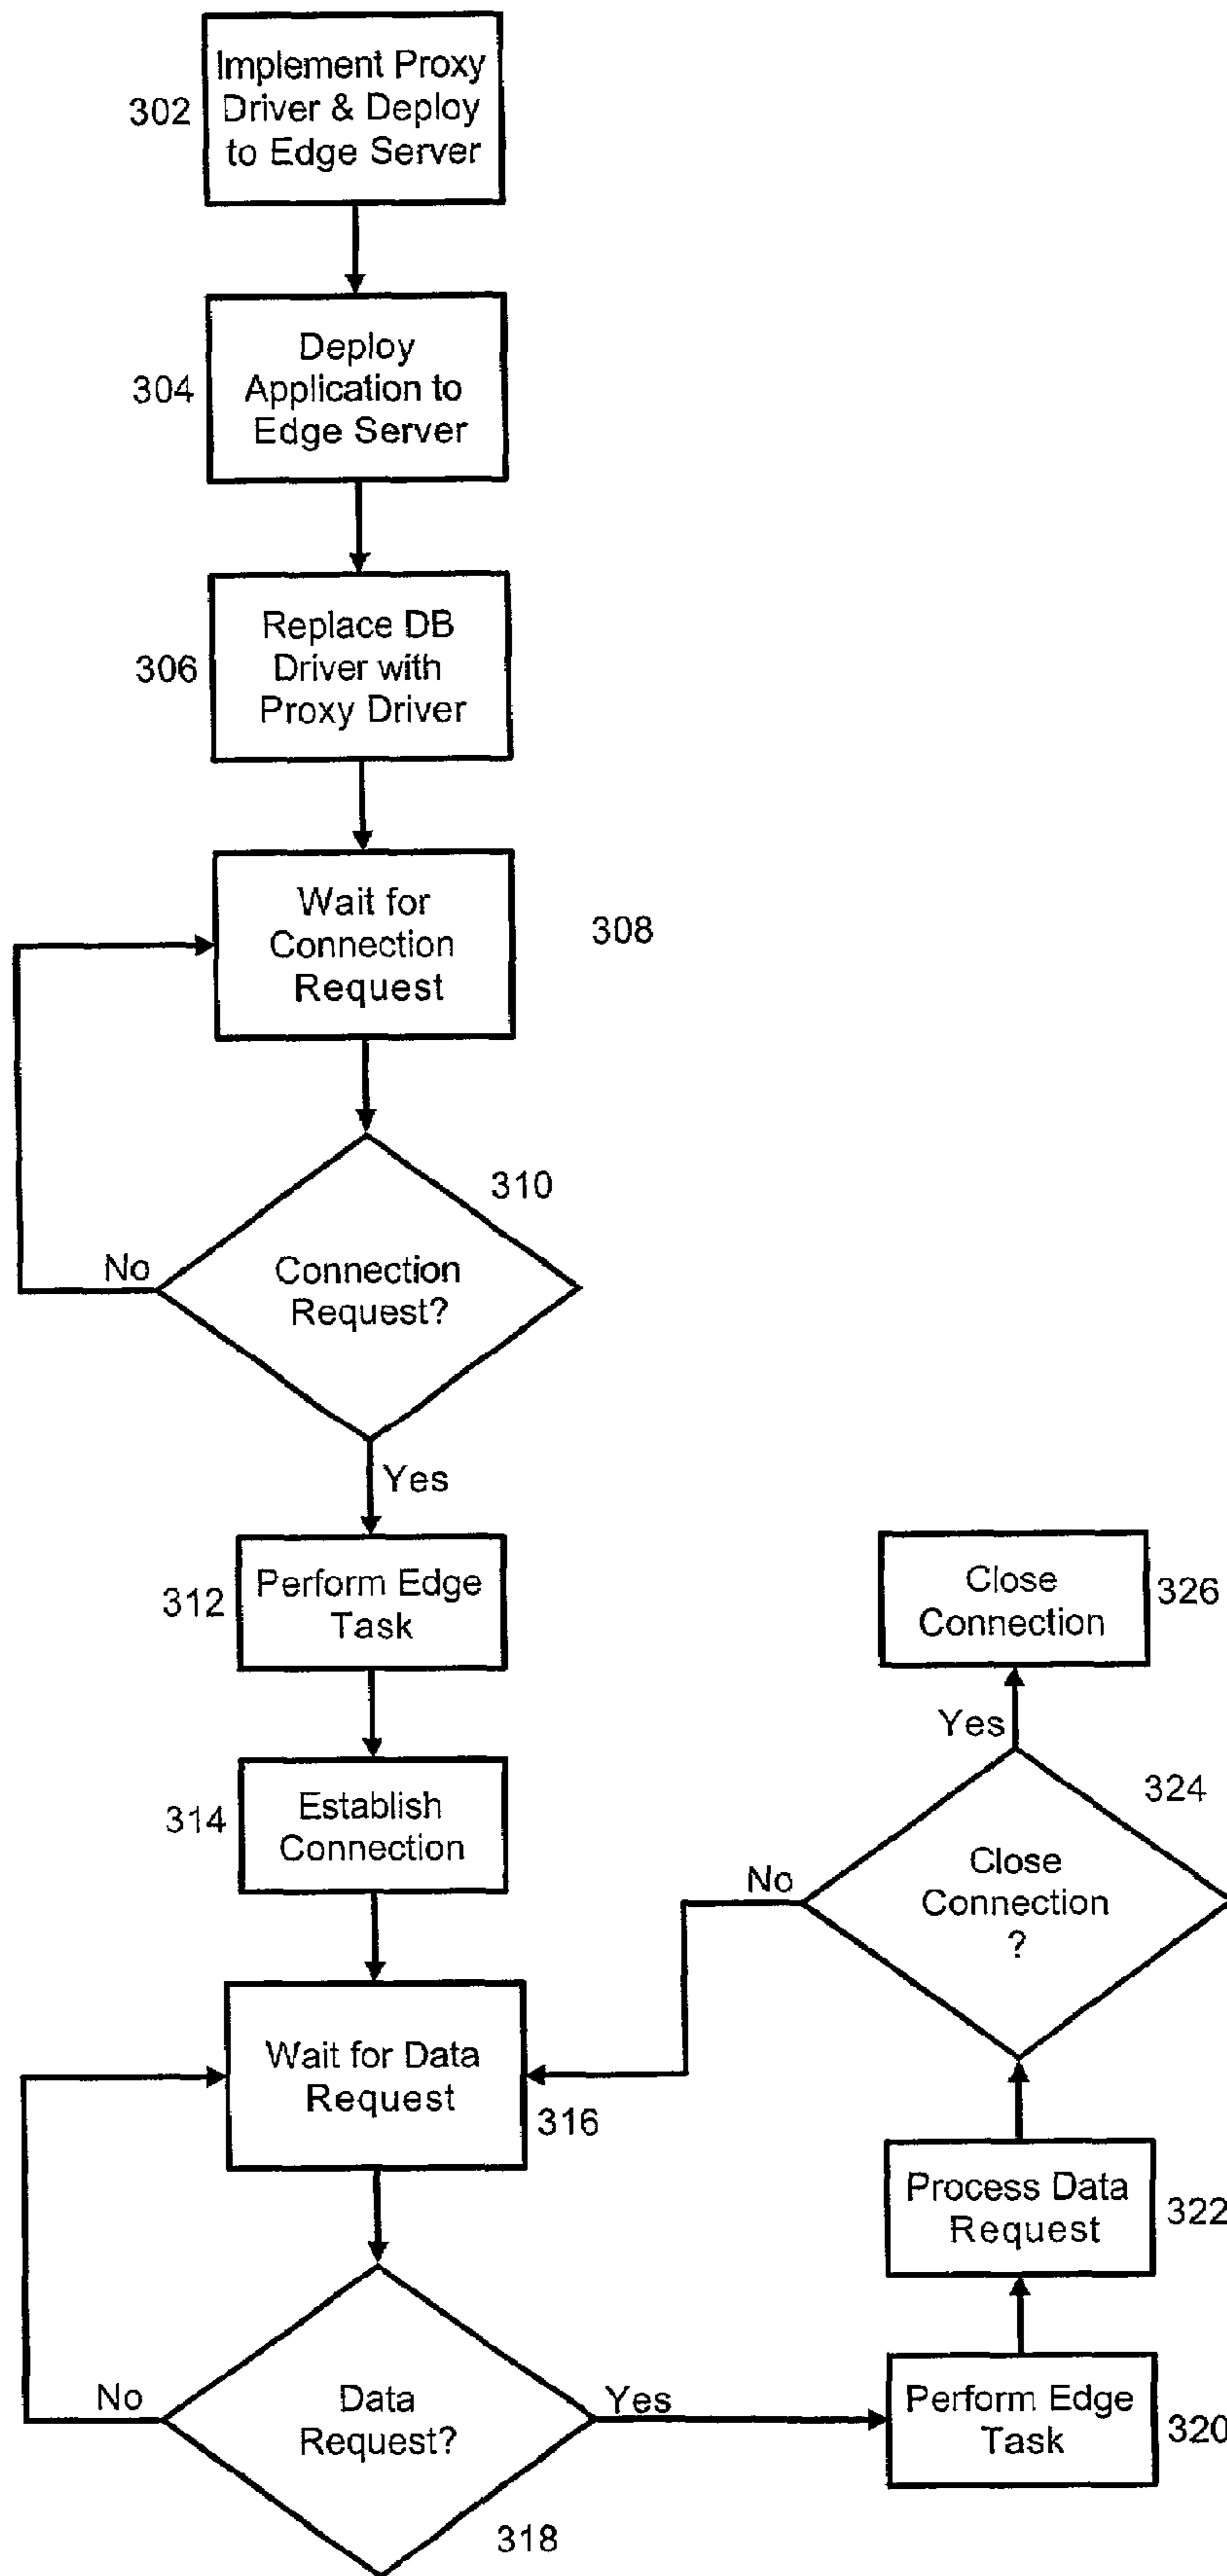 302
Implement Proxy
Driver & Deploy
to Edge Server
304
Deploy
Application to
Edge Server
306
Replace DB
Driver with
Proxy Driver
Wait for
Connection
Request
308
310
Connection
Request?
No
Yes
312
Perform Edge
Task
314
Establish
Connection
Wait for Data
Request
316
Data
Request?
No
Yes
318
Perform Edge
Task
320
Process Data
Request
322
Close
Connection
?
324
No
Yes
Close
Connection
326